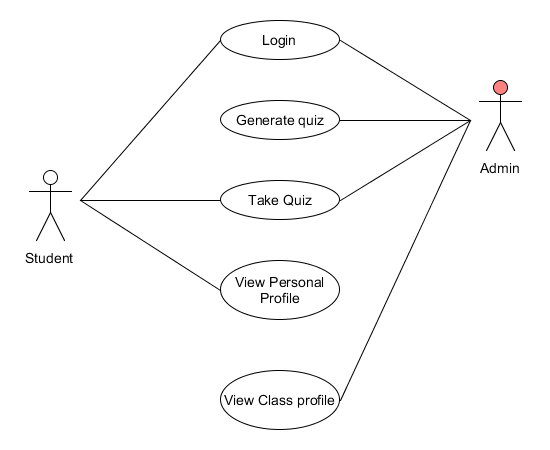 Login
Generate quiz
Admin
Take Quiz
Student
View Personal
Profile
View Class profile